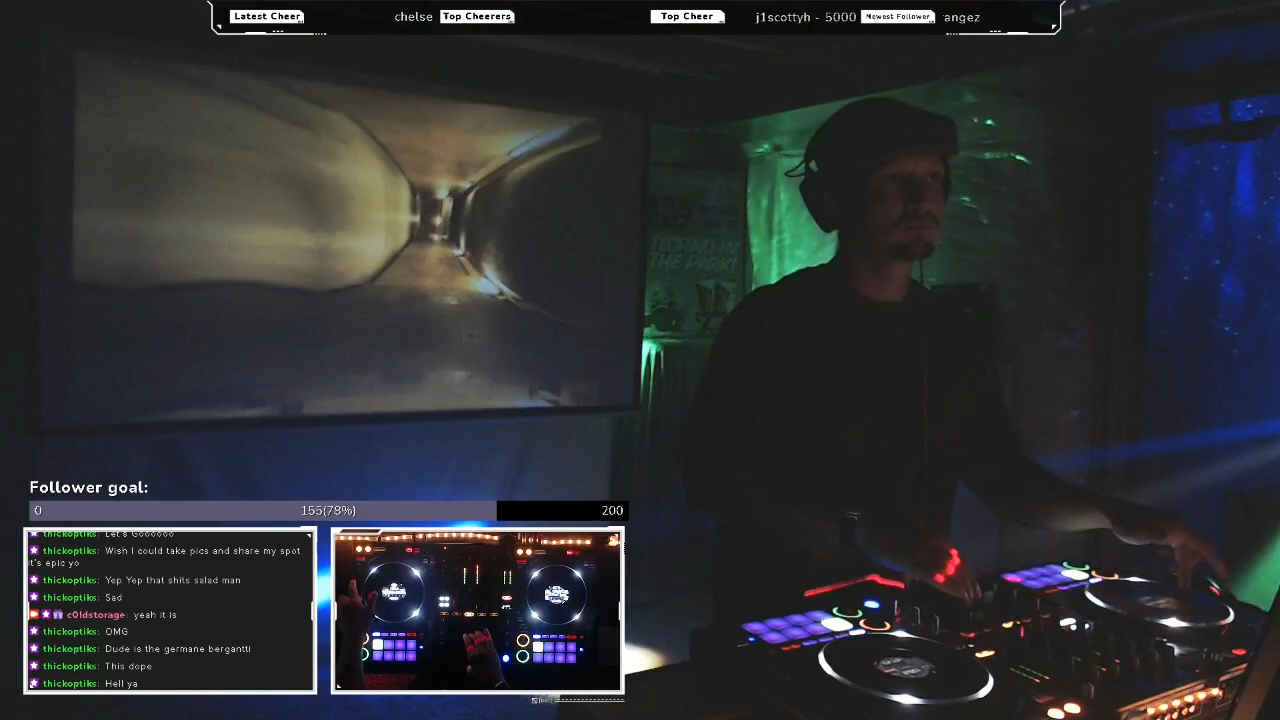 Latest Cheer
chelse
Top Cheerers
Top Cheer
j1scottyh - 5000
Newest Follower
angez
TECHNO IN
THE PARK!
Follower goal:
0
155(78%)
200
thickoptiks: Let's Goooooo
thickoptiks: Wish I could take pics and share my spot
it's epic yo
thickoptiks: Yep Yep that shits salad man
thickoptiks: Sad
c0ldstorage: yeah it is
thickoptiks: OMG
thickoptiks: Dude is the germane bergantti
thickoptiks: This dope
thickoptiks: Hell ya